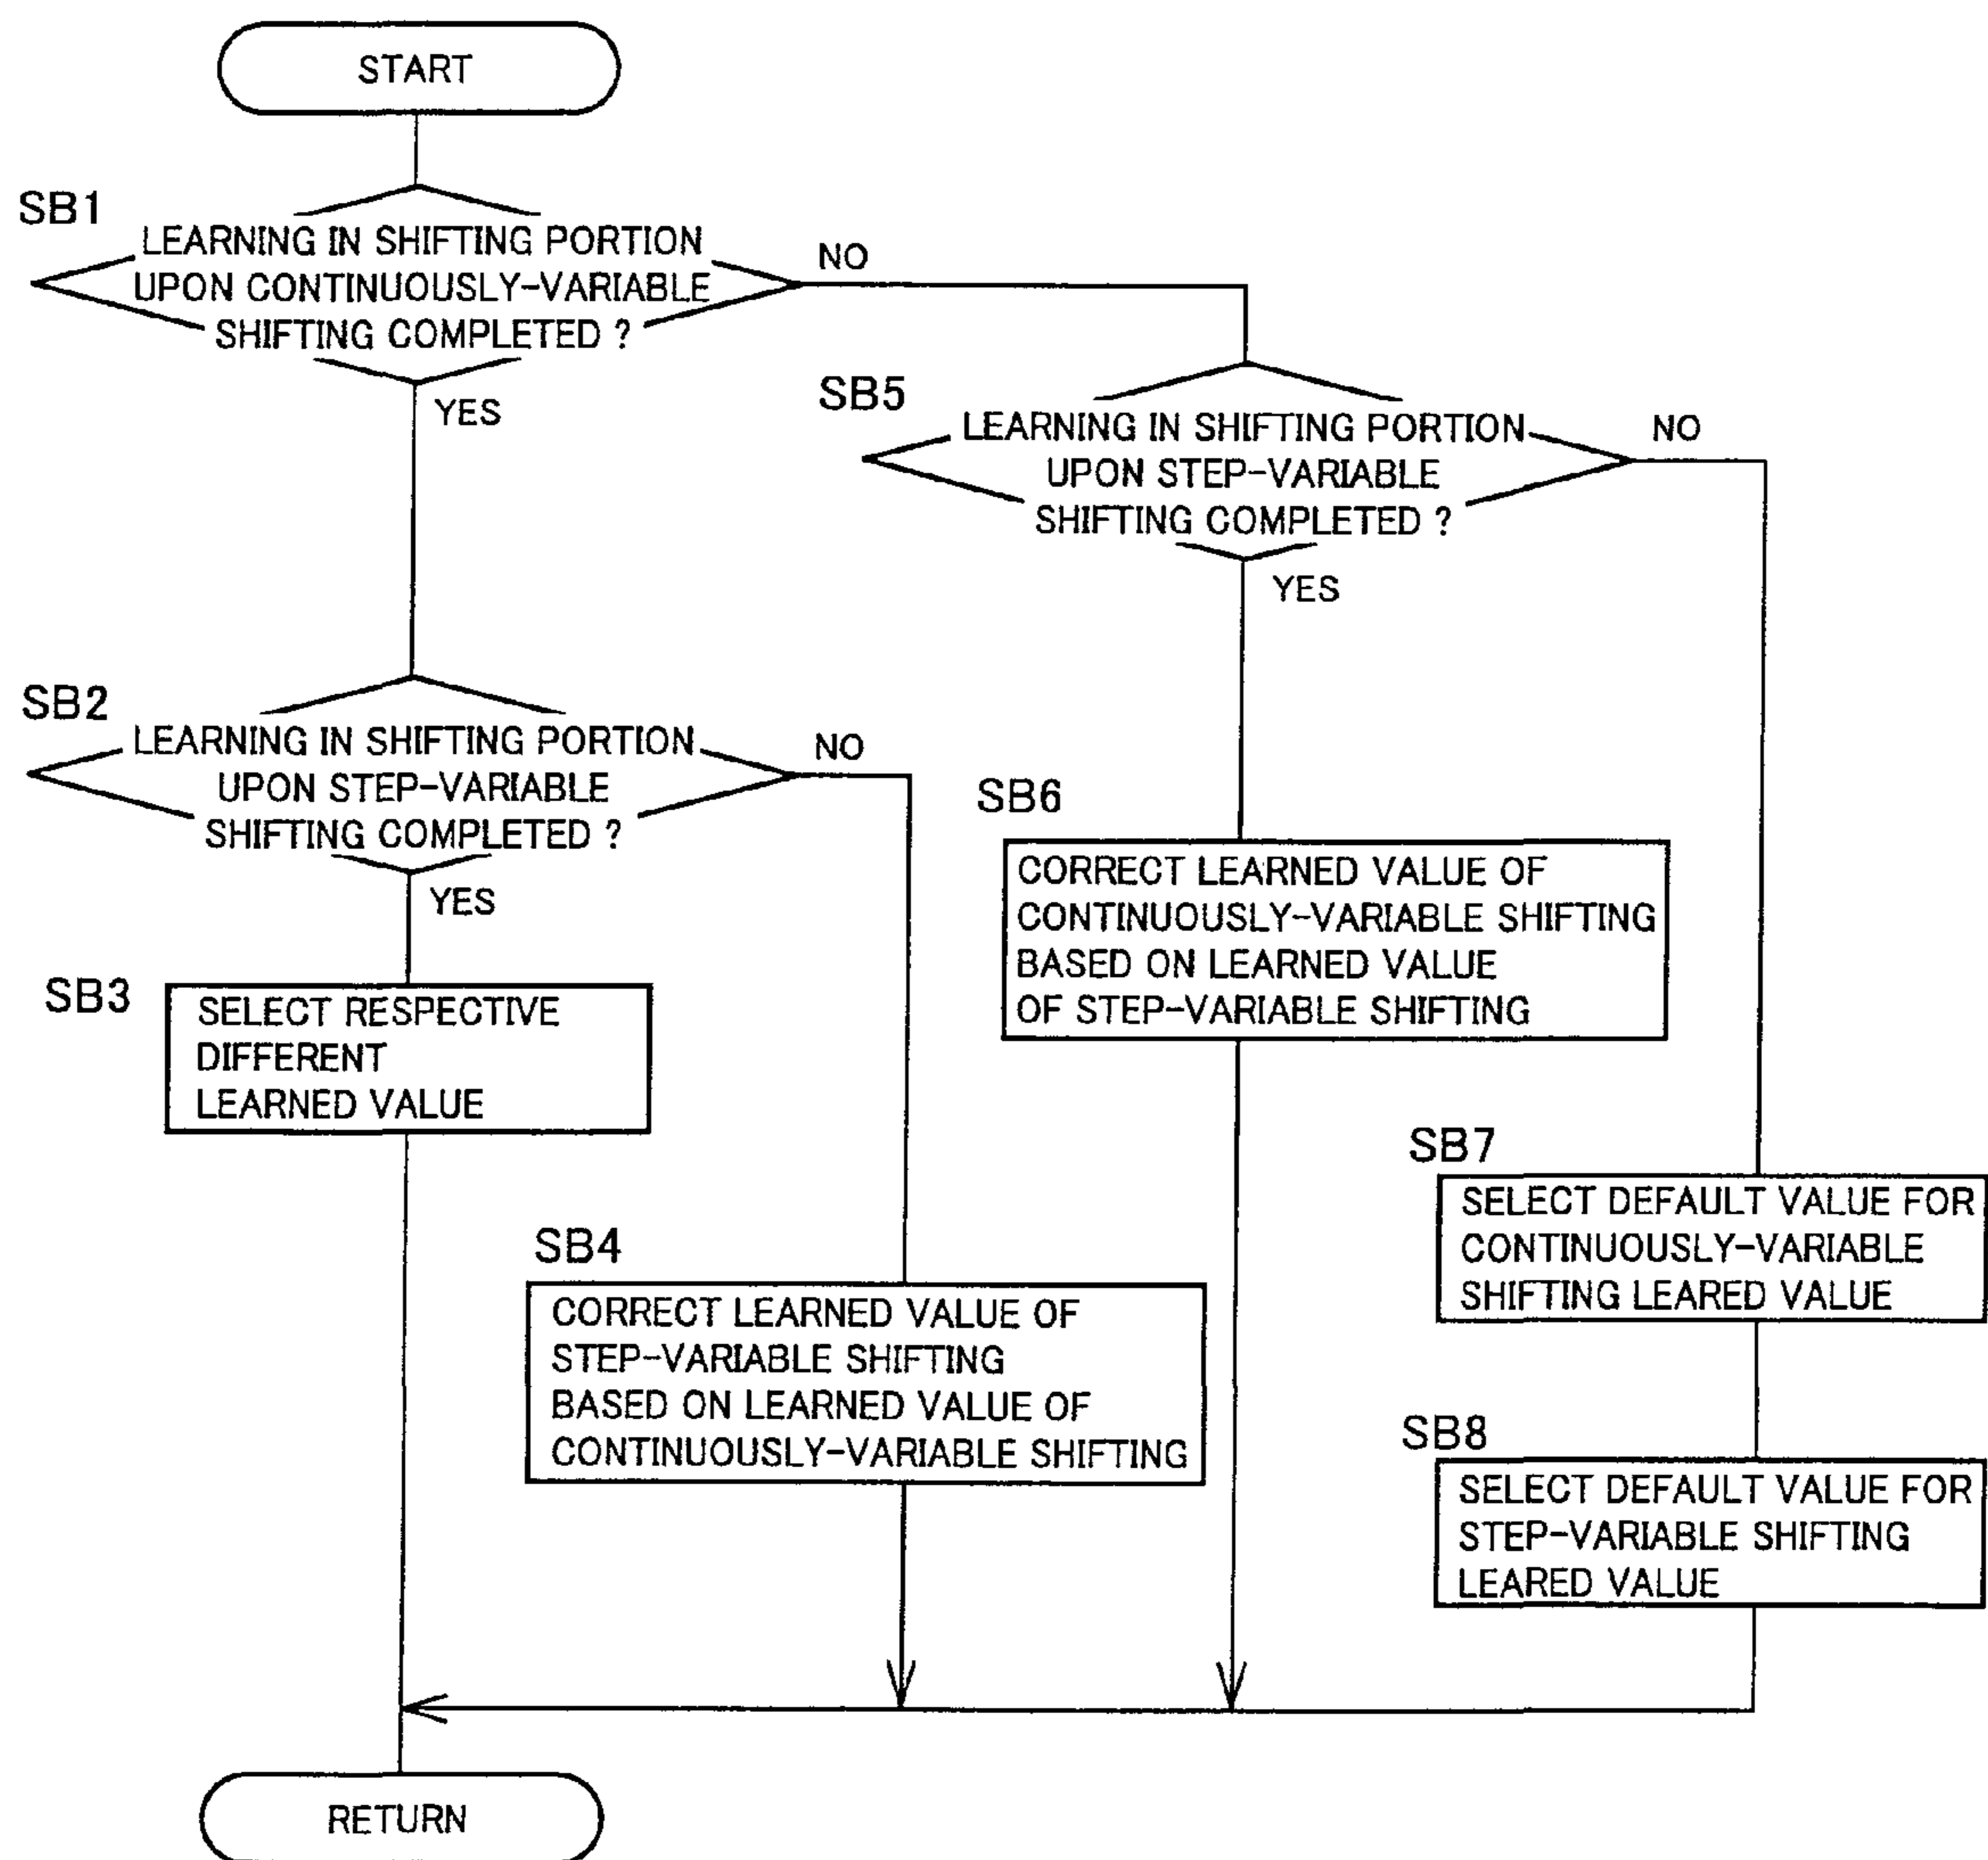 START
SB1
LEARNING IN SHIFTING PORTION
UPON CONTINUOUSLY-VARIABLE
SHIFTING COMPLETED ?
NO
YES
SB5
LEARNING IN SHIFTING PORTION
UPON STEP-VARIABLE
SHIFTING COMPLETED ?
NO
YES
SB2
LEARNING IN SHIFTING PORTION
UPON STEP-VARIABLE
SHIFTING COMPLETED ?
NO
YES
SB6
CORRECT LEARNED VALUE OF
CONTINUOUSLY-VARIABLE SHIFTING
BASED ON LEARNED VALUE
OF STEP-VARIABLE SHIFTING
SB3
SELECT RESPECTIVE
DIFFERENT
LEARNED VALUE
SB7
SELECT DEFAULT VALUE FOR
CONTINUOUSLY-VARIABLE
SHIFTING LEARED VALUE
SB4
CORRECT LEARNED VALUE OF
STEP-VARIABLE SHIFTING
BASED ON LEARNED VALUE OF
CONTINUOUSLY-VARIABLE SHIFTING
SB8
SELECT DEFAULT VALUE FOR
STEP-VARIABLE SHIFTING
LEARED VALUE
RETURN